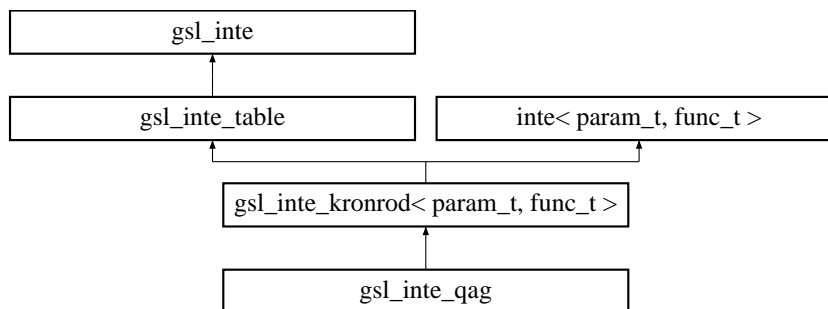 gsl_inte
gsl_inte_table
inte< param_t, func_t >
gsl_inte_kronrod< param_t, func_t >
gsl_inte_qag